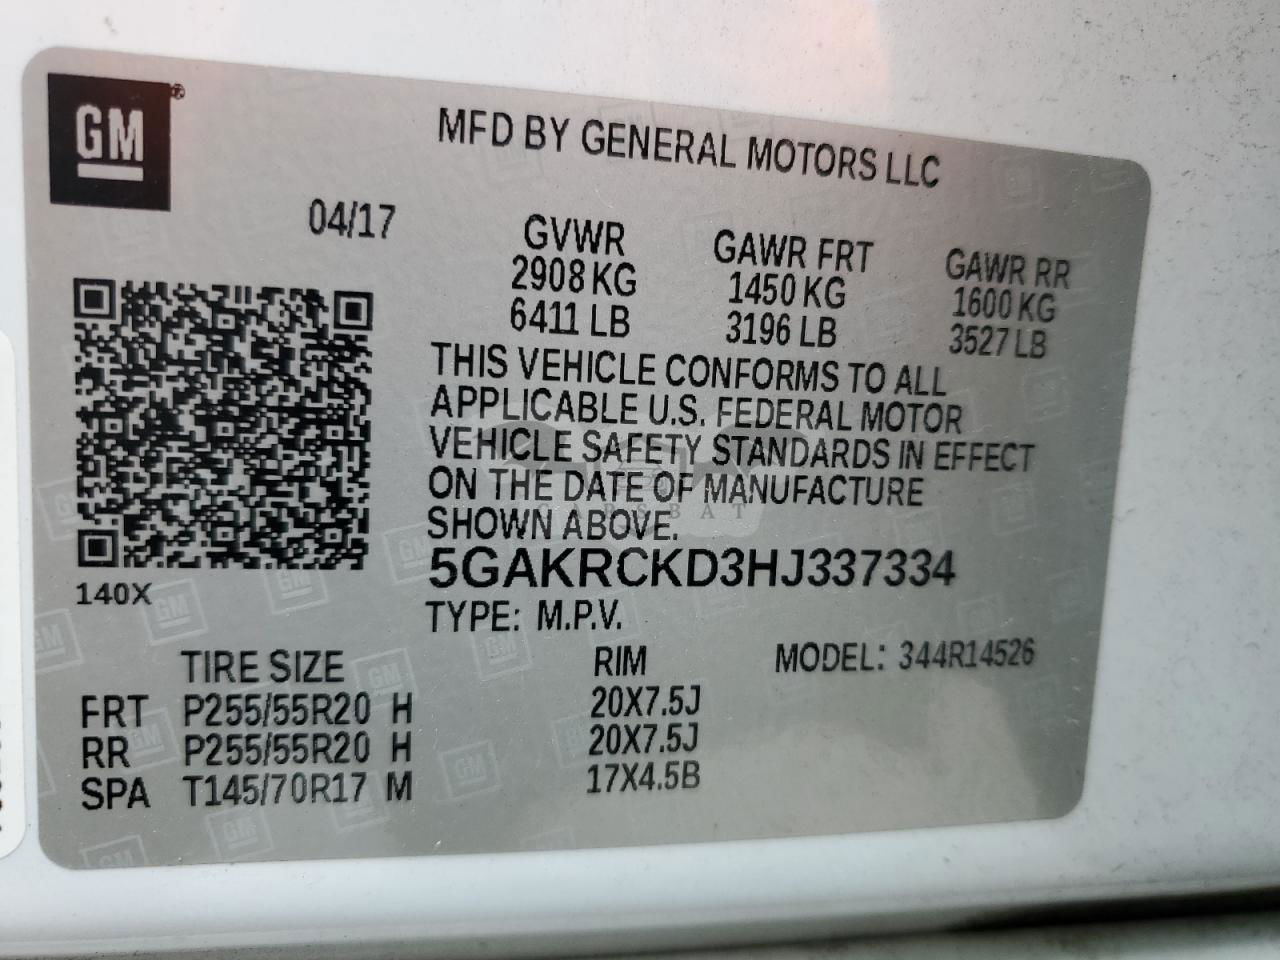 GM®
MFD BY GENERAL MOTORS LLC
04/17
GVWR GAWR FRT GAWR RR
2908 KG 1450 KG 1600 KG
6411 LB 3196 LB 3527 LB
THIS VEHICLE CONFORMS TO ALL
APPLICABLE U.S. FEDERAL MOTOR
VEHICLE SAFETY STANDARDS IN EFFECT
ON THE DATE OF MANUFACTURE
SHOWN ABOVE.
CARSBAT
5GAKRCKD3HJ337334
140X
TYPE: M.P.V.
TIRE SIZE RIM MODEL: 344R14526
FRT P255/55R20 H 20X7.5J
RR P255/55R20 H 20X7.5J
SPA T145/70R17 M 17X4.5B